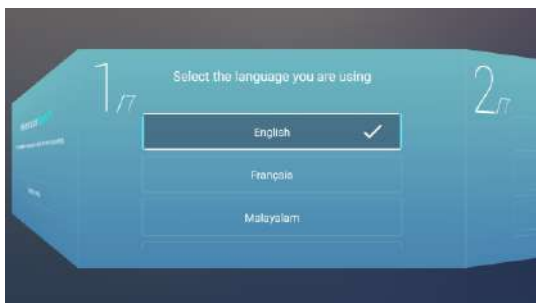 1/7
Select the language you are using
English
Français
Malayalam
2/7